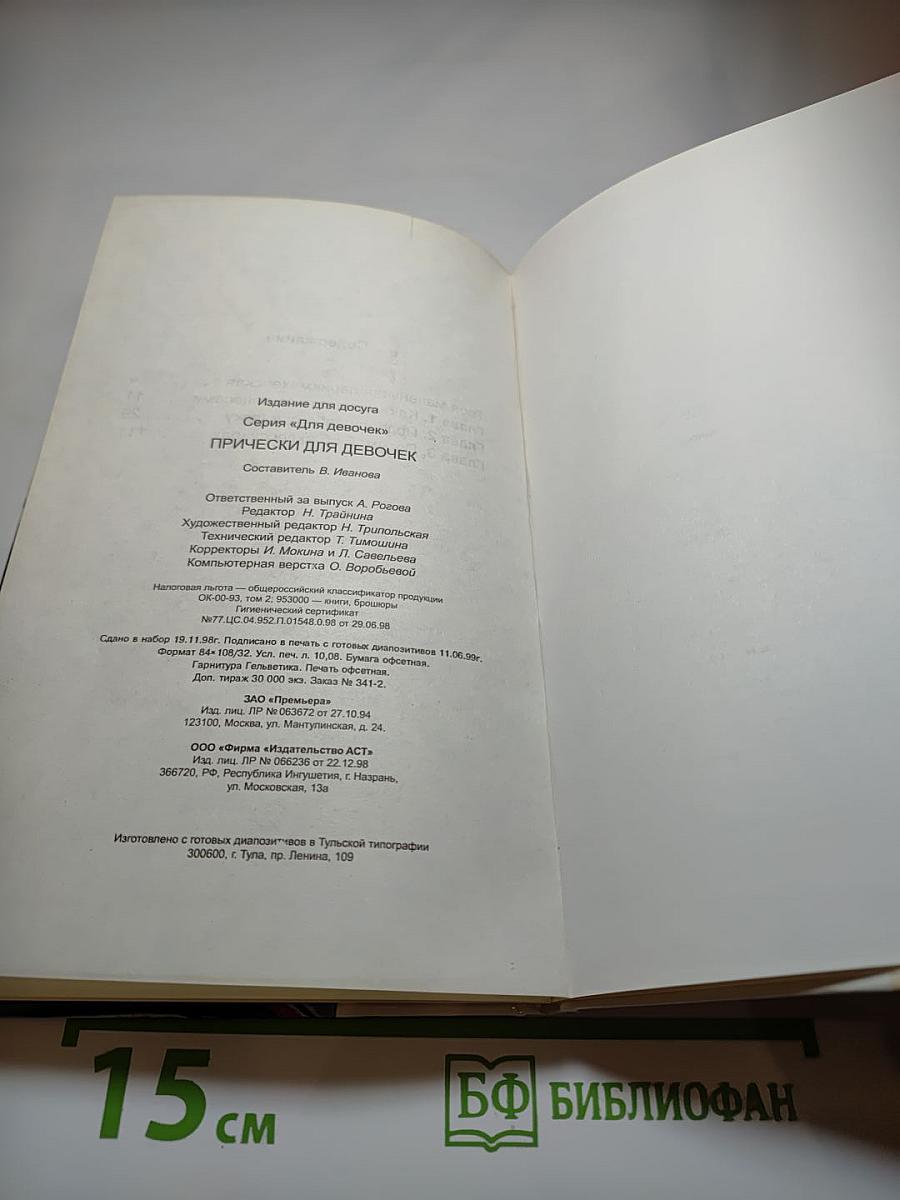 Издание для досуга
Серия «Для девочек»
ПРИЧЕСКИ ДЛЯ ДЕВОЧЕК
Составитель В. Иванова
Ответственный за выпуск А. Рогова
Редактор Н. Трайнина
Художественный редактор Н. Трипольская
Технический редактор Т. Тимошина
Корректоры И. Мокина и Л. Савельева
Компьютерная верстка О. Воробьевой
Налоговая льгота — общероссийский классификатор продукции
ОК-00-93, том 2; 953000 — книги, брошюры
Гигиенический сертификат
№77.ЦС.04.952.П.01548.0.98 от 29.06.98
Сдано в набор 19.11.98г. Подписано в печать с готовых диапозитивов 11.06.99г.
Формат 84×108/32. Усл. печ. л. 10,08. Бумага офсетная.
Гарнитура Гельветика. Печать офсетная.
Доп. тираж 30 000 экз. Заказ № 341-2.
ЗАО «Премьера»
Изд. лиц. ЛР № 063672 от 27.10.94
123100, Москва, ул. Мантулинская, д. 24.
ООО «Фирма «Издательство АСТ»
Изд. лиц. ЛР № 066236 от 22.12.98
366720, РФ, Республика Ингушетия, г. Назрань,
ул. Московская, 13а
Изготовлено с готовых диапозитивов в Тульской типографии
300600, г. Тула, пр. Ленина, 109
15 см
БФ БИБЛИОФАН